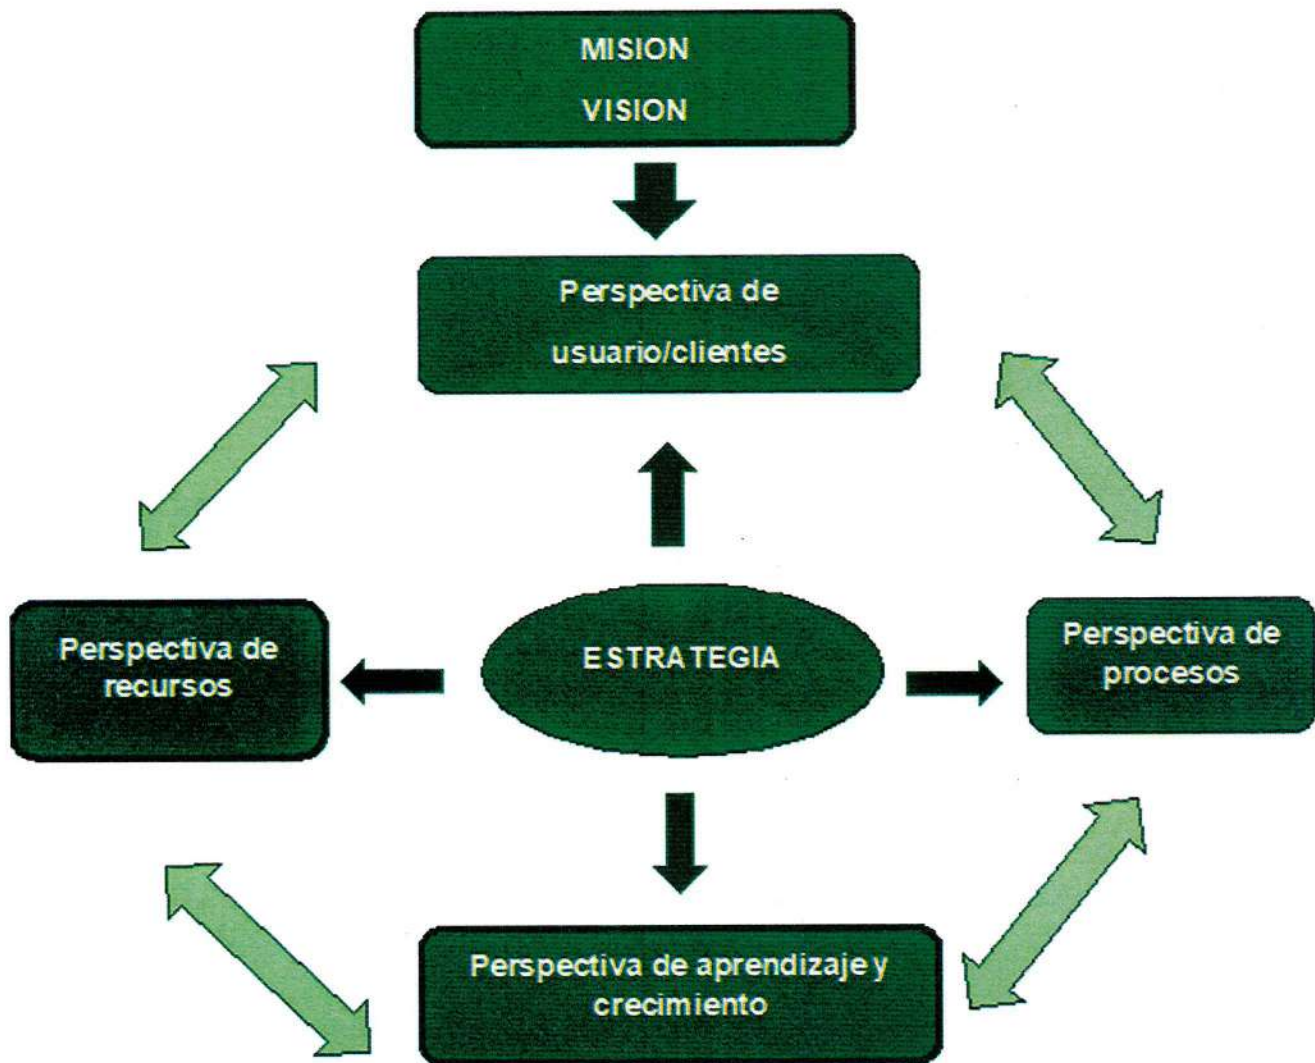 MISION
VISION
Perspectiva de
usuario/clientes
Perspectiva de
recursos
ESTRATEGIA
Perspectiva de
procesos
Perspectiva de aprendizaje y
crecimiento